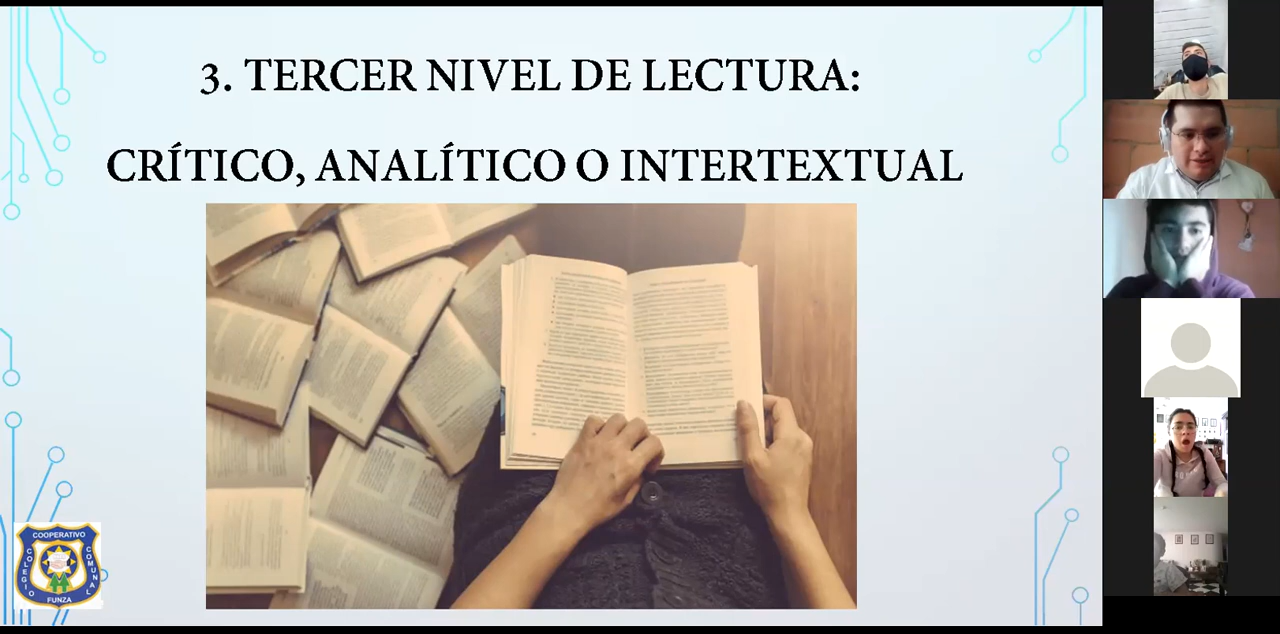 3. TERCER NIVEL DE LECTURA:
CRÍTICO, ANALÍTICO O INTERTEXTUAL
COOPERATIVO
COLEGIO
COMUNAL
FUNZA